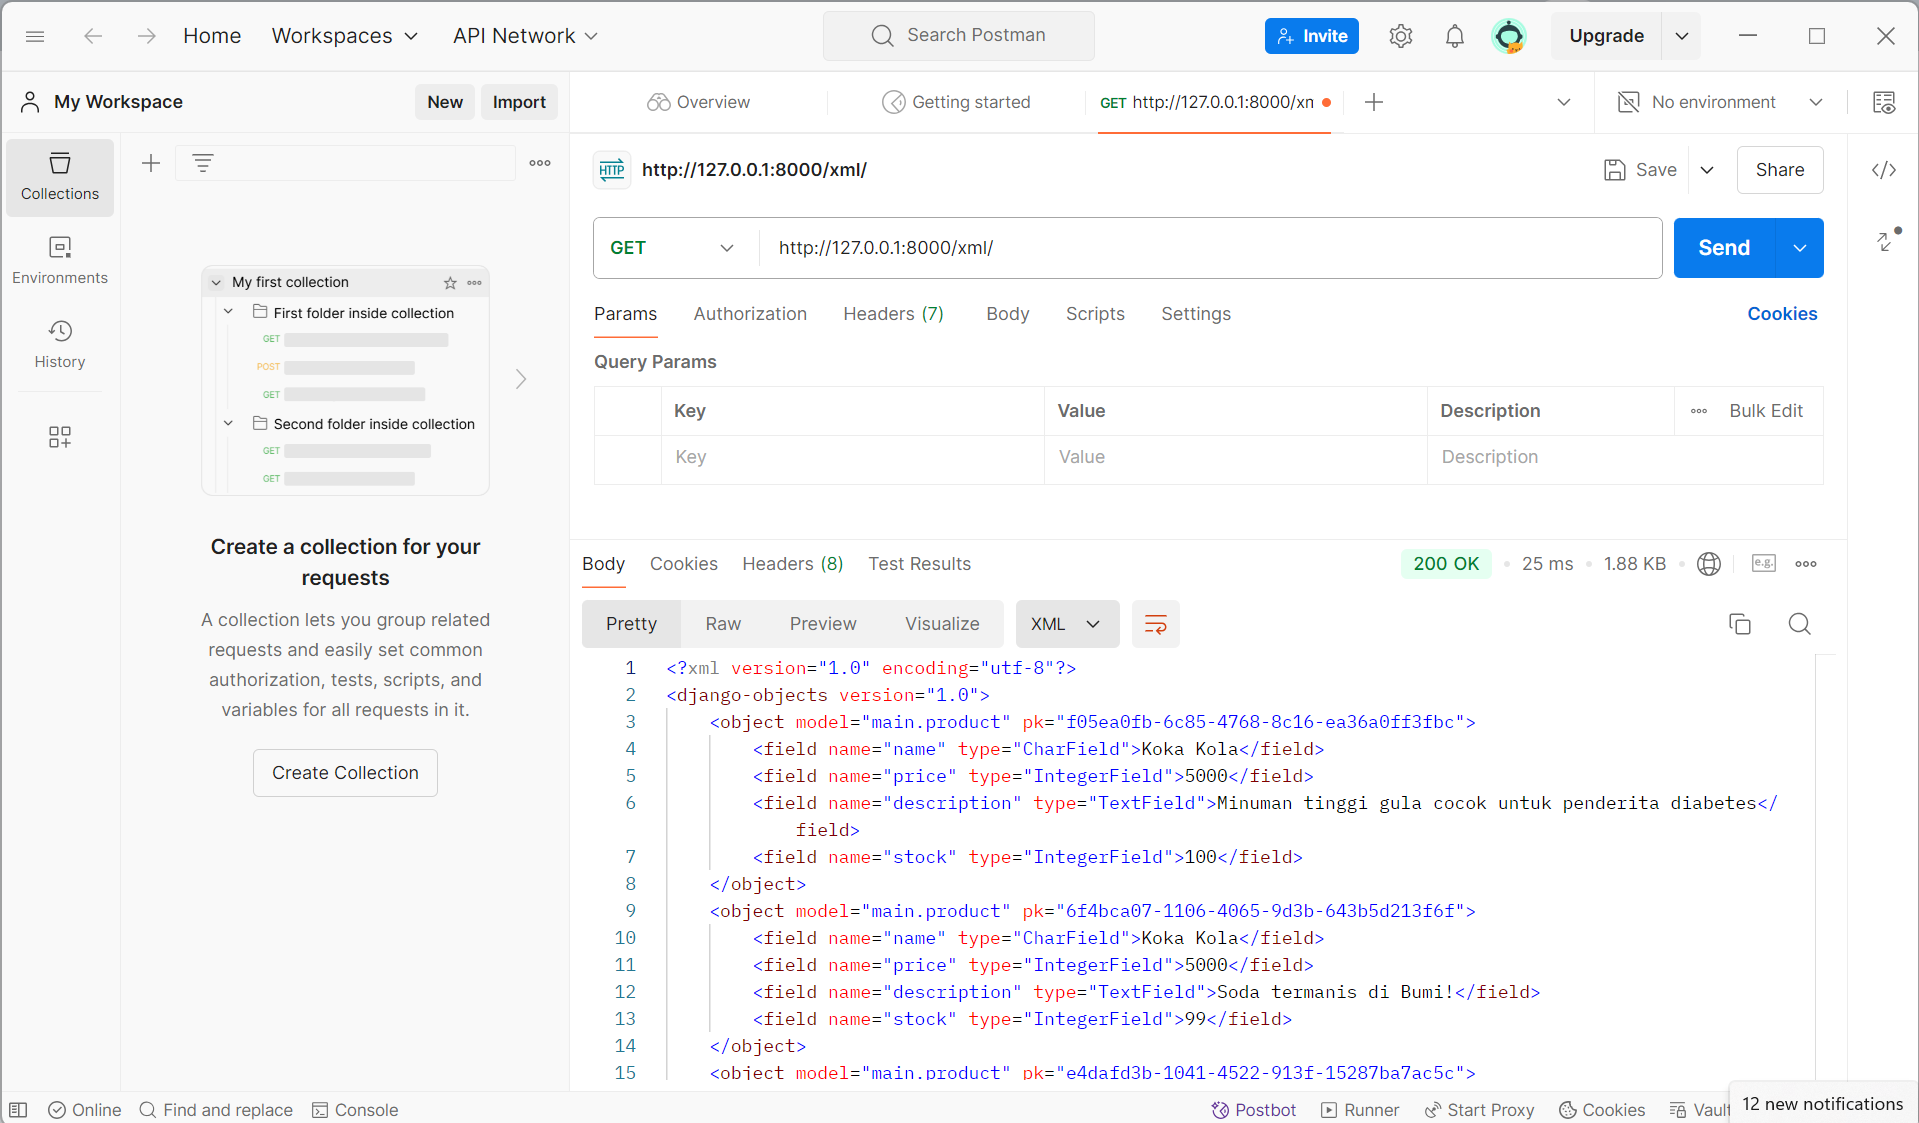 Home Workspaces API Network Search Postman Invite Upgrade
My Workspace New Import
Overview Getting started GET http://127.0.0.1:8000/xn No environment
Collections
Environments
History
My first collection
First folder inside collection
GET
POST
GET
Second folder inside collection
GET
GET
Create a collection for your
requests
A collection lets you group related
requests and easily set common
authorization, tests, scripts, and
variables for all requests in it.
Create Collection
HTTP http://127.0.0.1:8000/xml/ Save Share
GET http://127.0.0.1:8000/xml/ Send
Params Authorization Headers (7) Body Scripts Settings Cookies
Query Params
Key Value Description Bulk Edit
Key Value Description
Body Cookies Headers (8) Test Results 200 OK 25 ms 1.88 KB e.g.
Pretty Raw Preview Visualize XML
1 <?xml version="1.0" encoding="utf-8"?>
2 <django-objects version="1.0">
3 <object model="main.product" pk="f05ea0fb-6c85-4768-8c16-ea36a0ff3fbc">
4 <field name="name" type="CharField">Koka Kola</field>
5 <field name="price" type="IntegerField">5000</field>
6 <field name="description" type="TextField">Minuman tinggi gula cocok untuk penderita diabetes</
field>
7 <field name="stock" type="IntegerField">100</field>
8 </object>
9 <object model="main.product" pk="6f4bca07-1106-4065-9d3b-643b5d213f6f">
10 <field name="name" type="CharField">Koka Kola</field>
11 <field name="price" type="IntegerField">5000</field>
12 <field name="description" type="TextField">Soda termanis di Bumi!</field>
13 <field name="stock" type="IntegerField">99</field>
14 </object>
15 <object model="main.product" pk="e4dafd3b-1041-4522-913f-15287ba7ac5c">
Online Find and replace Console Postbot Runner Start Proxy Cookies Vault
12 new notifications